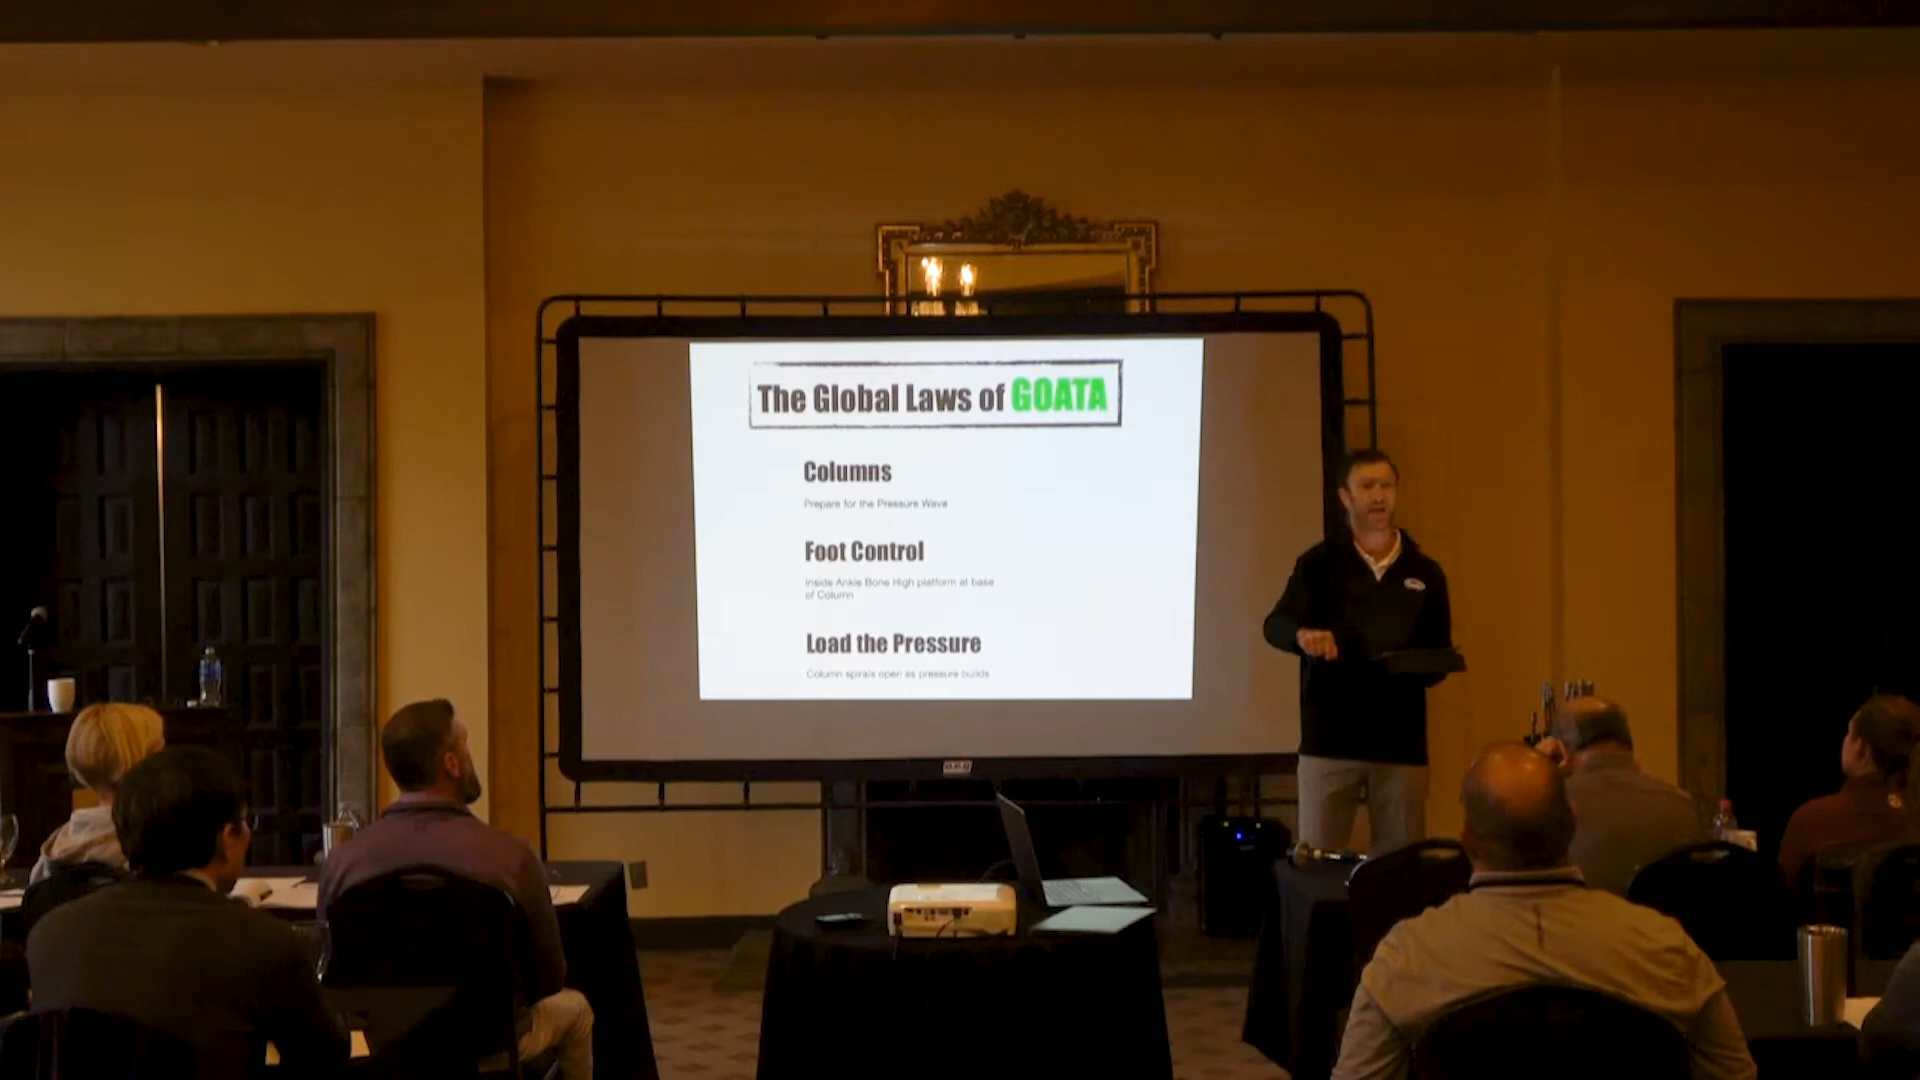 The Global Laws of GOATA
Columns
Prepare for the Pressure Wave
Foot Control
Inside Ankle Bone High platform at base
of Column
Load the Pressure
Column spirals open as pressure builds